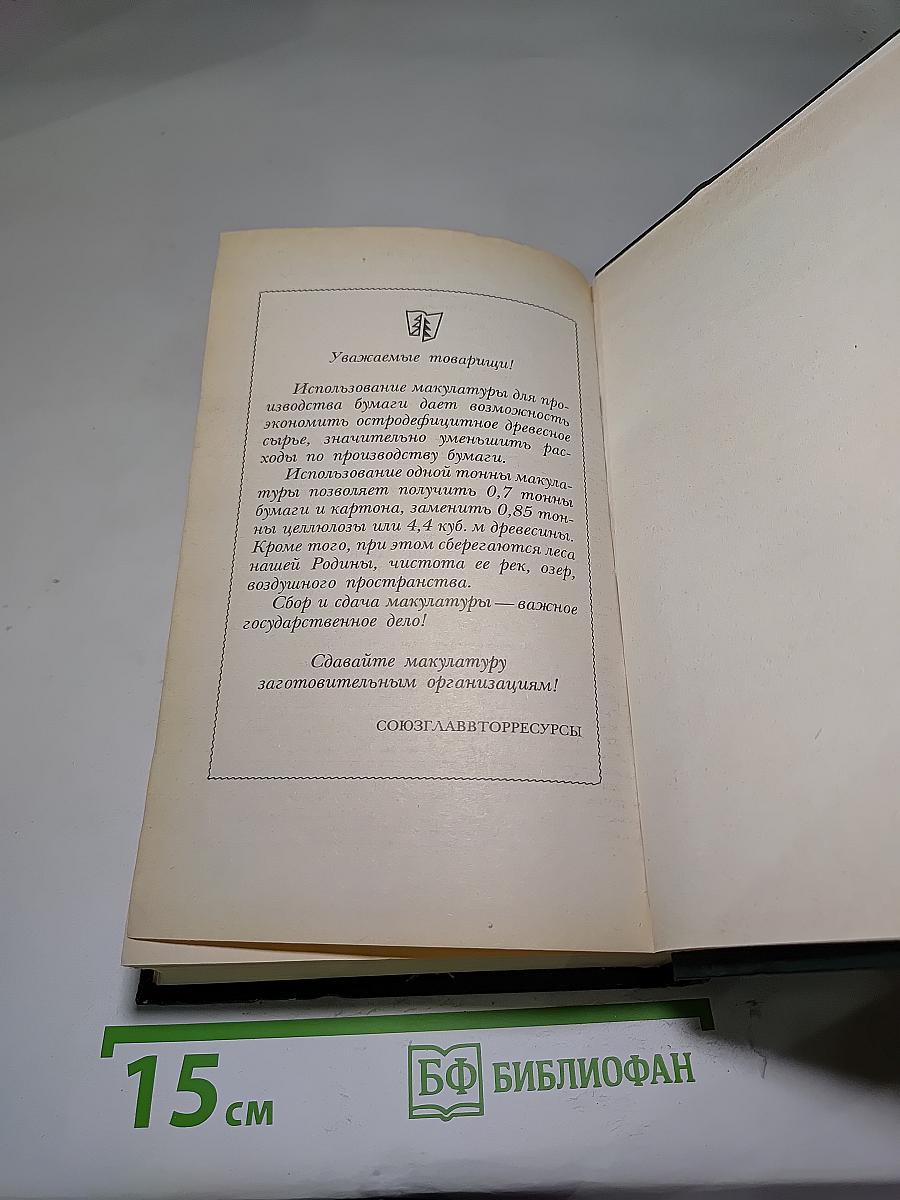 Уважаемые товарищи!
Использование макулатуры для про-
изводства бумаги дает возможность
экономить остродефицитное древесное
сырье, значительно уменьшить рас-
ходы по производству бумаги.
Использование одной тонны макула-
туры позволяет получить 0,7 тонны
бумаги и картона, заменить 0,85 тон-
ны целлюлозы или 4,4 куб. м древесины.
Кроме того, при этом сберегаются леса
нашей Родины, чистота ее рек, озер,
воздушного пространства.
Сбор и сдача макулатуры — важное
государственное дело!
Сдавайте макулатуру
заготовительным организациям!
СОЮЗГЛАВВТОРРЕСУРСЫ
15 см
БФ БИБЛИОФАН